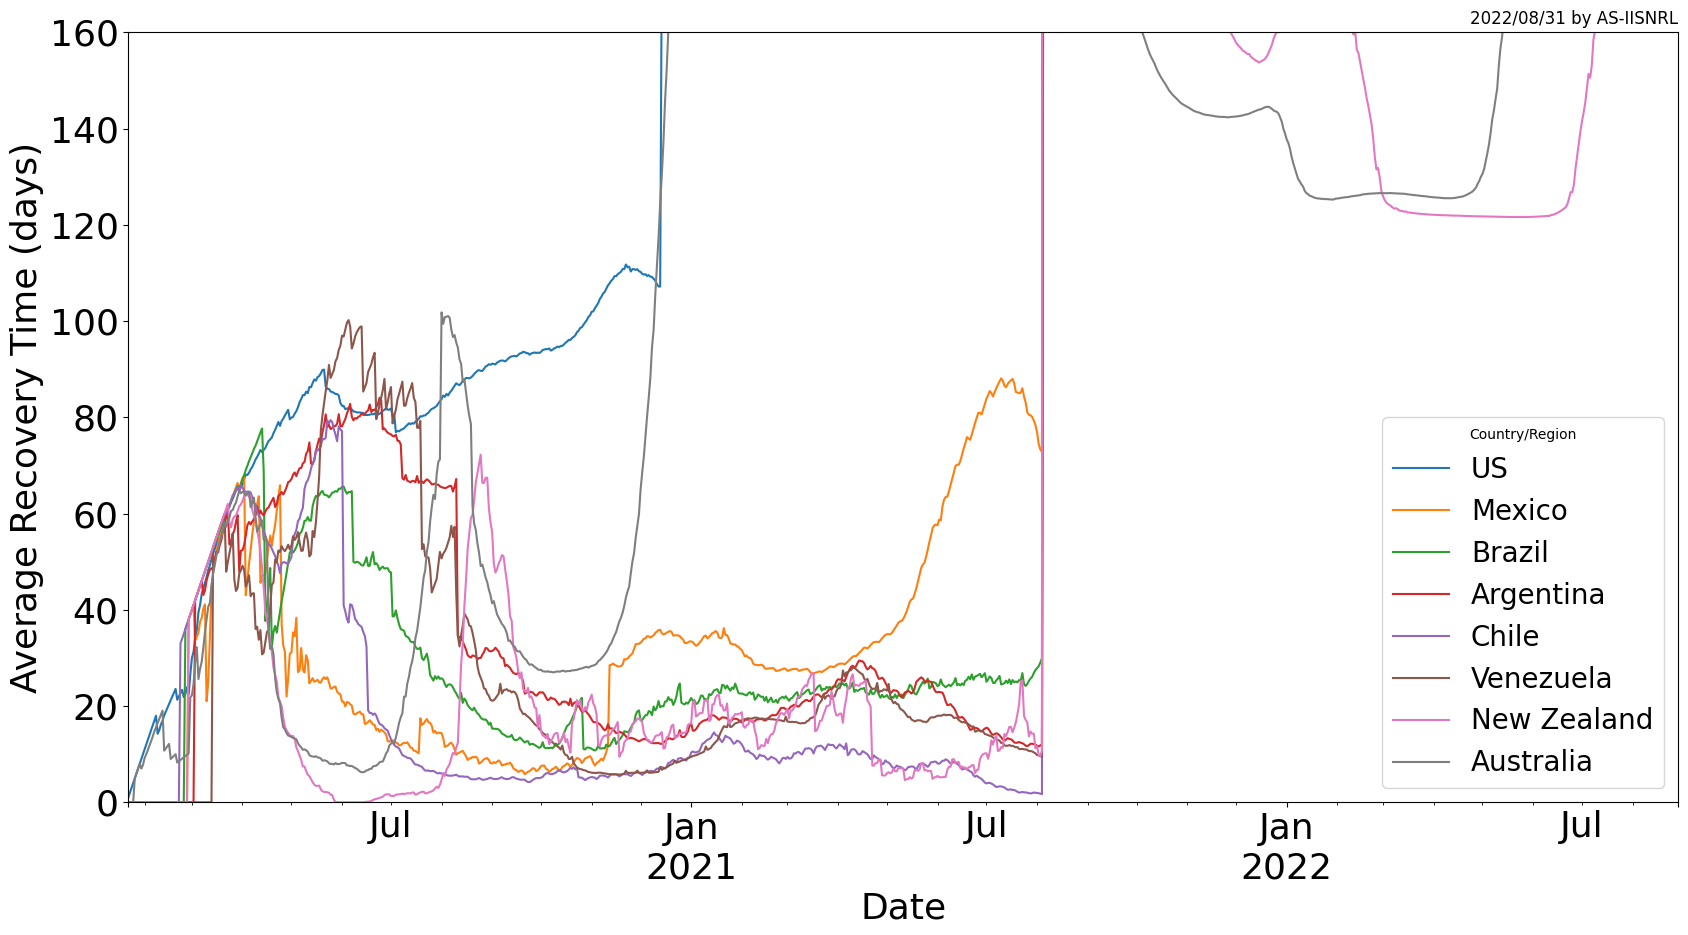 2022/08/31 by AS-IISNRL
160
140
120
100
80
60
40
20
0
Average Recovery Time (days)
Country/Region
US
Mexico
Brazil
Argentina
Chile
Venezuela
New Zealand
Australia
Jul Jan Jul Jan Jul
2021 2022
Date